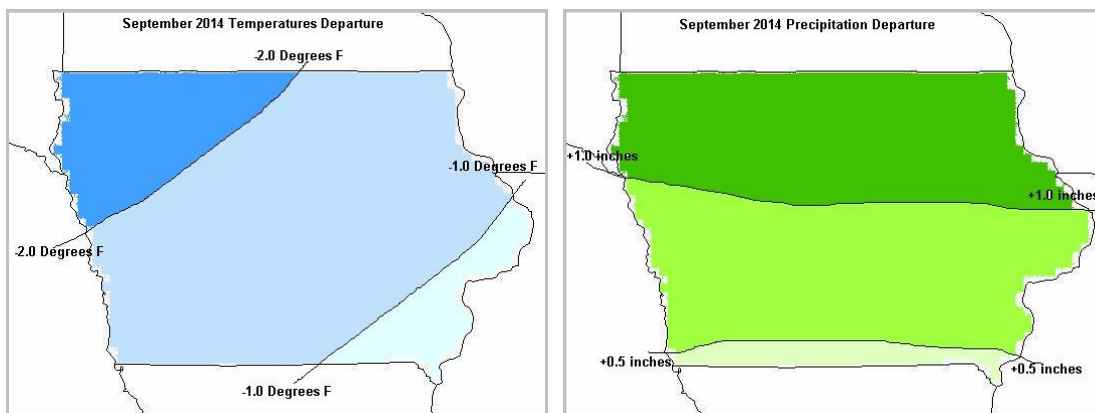 September 2014 Temperatures Departure
-2.0 Degrees F
-1.0 Degrees F
-2.0 Degrees F
-1.0 Degrees F
September 2014 Precipitation Departure
+1.0 inches
+1.0 inches
+0.5 inches
+0.5 inches